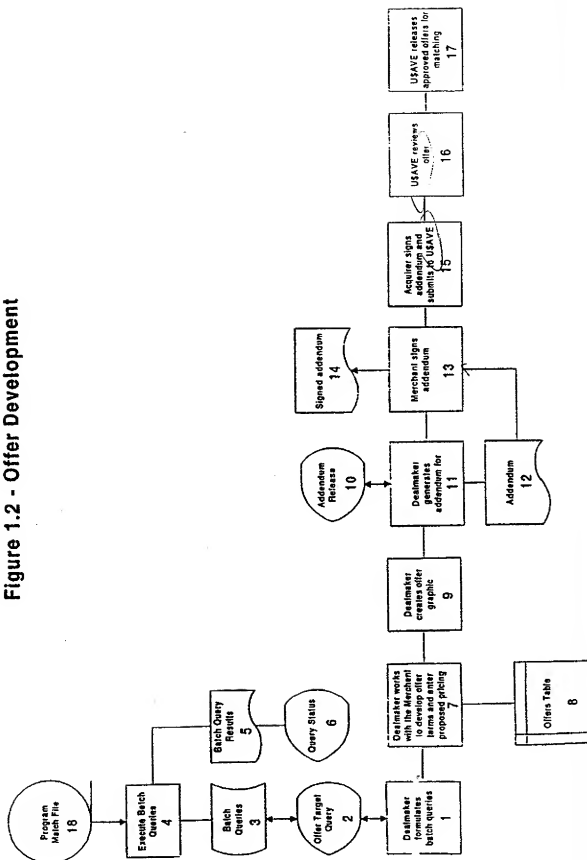 Figure 1.2 - Offer Development
Program
Match File
18
Execute Batch
Queries
4
Batch Query
Results
5
Batch
Queries
3
Query Status
6
Offer Target
Query
2
Dealmaker
formulates
batch queries
1
Dealmaker works
with the Merchant
to develop offer
terms and enter
proposed pricing
7
Offers Table
8
Dealmaker
creates offer
graphic
9
Addendum
Release
10
Dealmaker
generates
addendum for
11
Addendum
12
Signed addendum
14
Merchant signs
addendum
13
Acquirer signs
addendum and
submits to U$AVE
15
U$AVE reviews
offer
16
U$AVE releases
approved offers for
matching
17